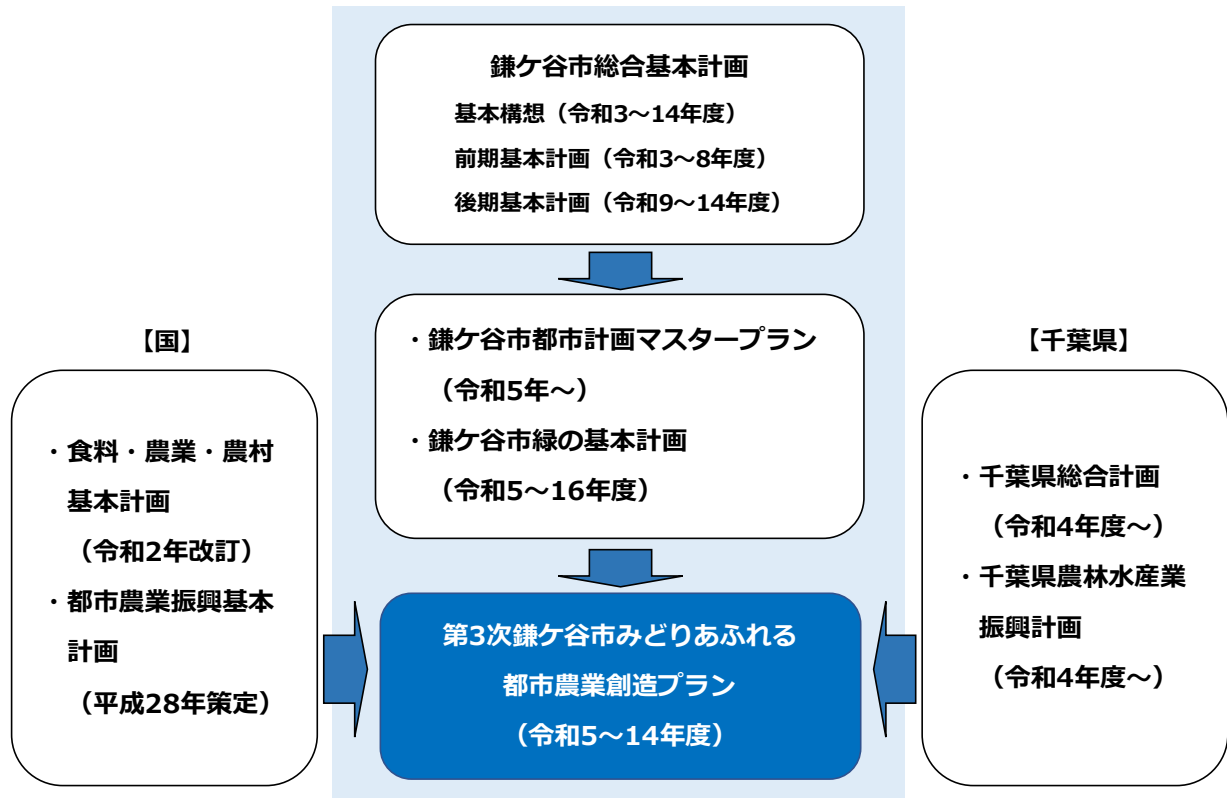 鎌ケ谷市総合基本計画
基本構想（令和3～14年度）
前期基本計画（令和3～8年度）
後期基本計画（令和9～14年度）
・鎌ケ谷市都市計画マスタープラン
（令和5年～）
・鎌ケ谷市緑の基本計画
（令和5～16年度）
【国】
・食料・農業・農村
基本計画
（令和2年改訂）
・都市農業振興基本
計画
（平成28年策定）
【千葉県】
・千葉県総合計画
（令和4年度～）
・千葉県農林水産業
振興計画
（令和4年度～）
第3次鎌ケ谷市みどりあふれる
都市農業創造プラン
（令和5～14年度）